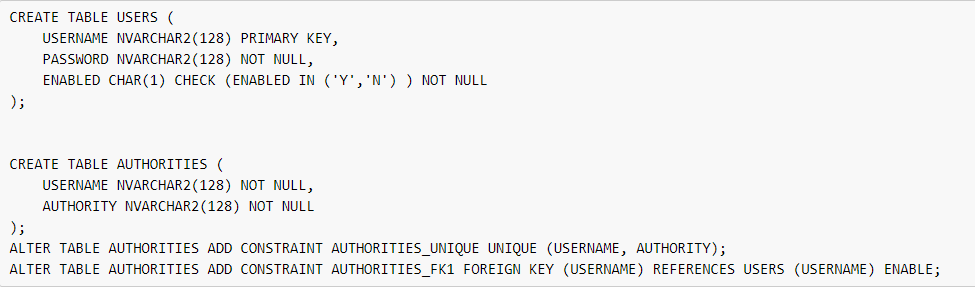 CREATE TABLE USERS (
    USERNAME NVARCHAR2(128) PRIMARY KEY,
    PASSWORD NVARCHAR2(128) NOT NULL,
    ENABLED CHAR(1) CHECK (ENABLED IN ('Y','N') ) NOT NULL
);
CREATE TABLE AUTHORITIES (
    USERNAME NVARCHAR2(128) NOT NULL,
    AUTHORITY NVARCHAR2(128) NOT NULL
);
ALTER TABLE AUTHORITIES ADD CONSTRAINT AUTHORITIES_UNIQUE UNIQUE (USERNAME, AUTHORITY);
ALTER TABLE AUTHORITIES ADD CONSTRAINT AUTHORITIES_FK1 FOREIGN KEY (USERNAME) REFERENCES USERS (USERNAME) ENABLE;